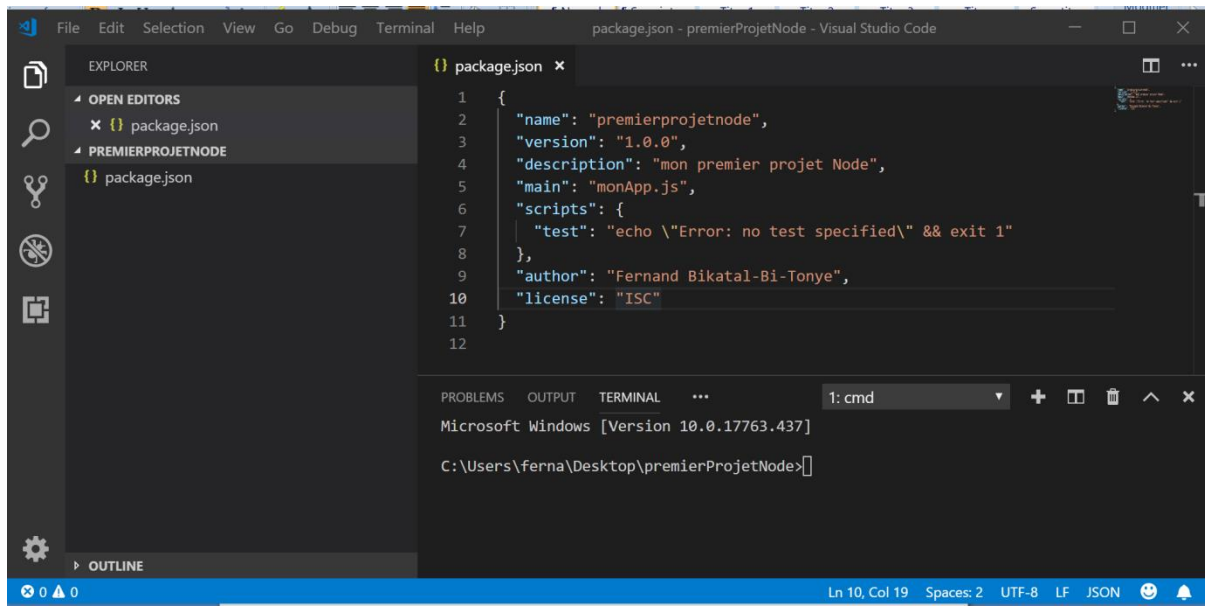 File Edit Selection View Go Debug Terminal Help package.json - premierProjetNode - Visual Studio Code
EXPLORER
OPEN EDITORS
{} package.json
PREMIERPROJETNODE
{} package.json
OUTLINE
{} package.json
1 {
2 "name": "premierprojetnode",
3 "version": "1.0.0",
4 "description": "mon premier projet Node",
5 "main": "monApp.js",
6 "scripts": {
7 "test": "echo \"Error: no test specified\" && exit 1"
8 },
9 "author": "Fernand Bikatal-Bi-Tonye",
10 "license": "ISC"
11 }
12
PROBLEMS OUTPUT TERMINAL ••• 1: cmd
Microsoft Windows [Version 10.0.17763.437]
C:\Users\ferna\Desktop\premierProjetNode>
0 0 Ln 10, Col 19 Spaces: 2 UTF-8 LF JSON